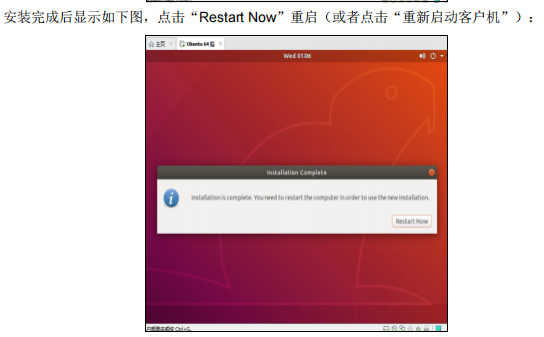 安装完成后显示如下图，点击“Restart Now”重启（或者点击“重新启动客户机”）：
主页 × Ubuntu 64 位 ×
Wed 01:36
Installation Complete
Installation is complete. You need to restart the computer in order to use the new installation.
Restart Now
Ctrl+G。